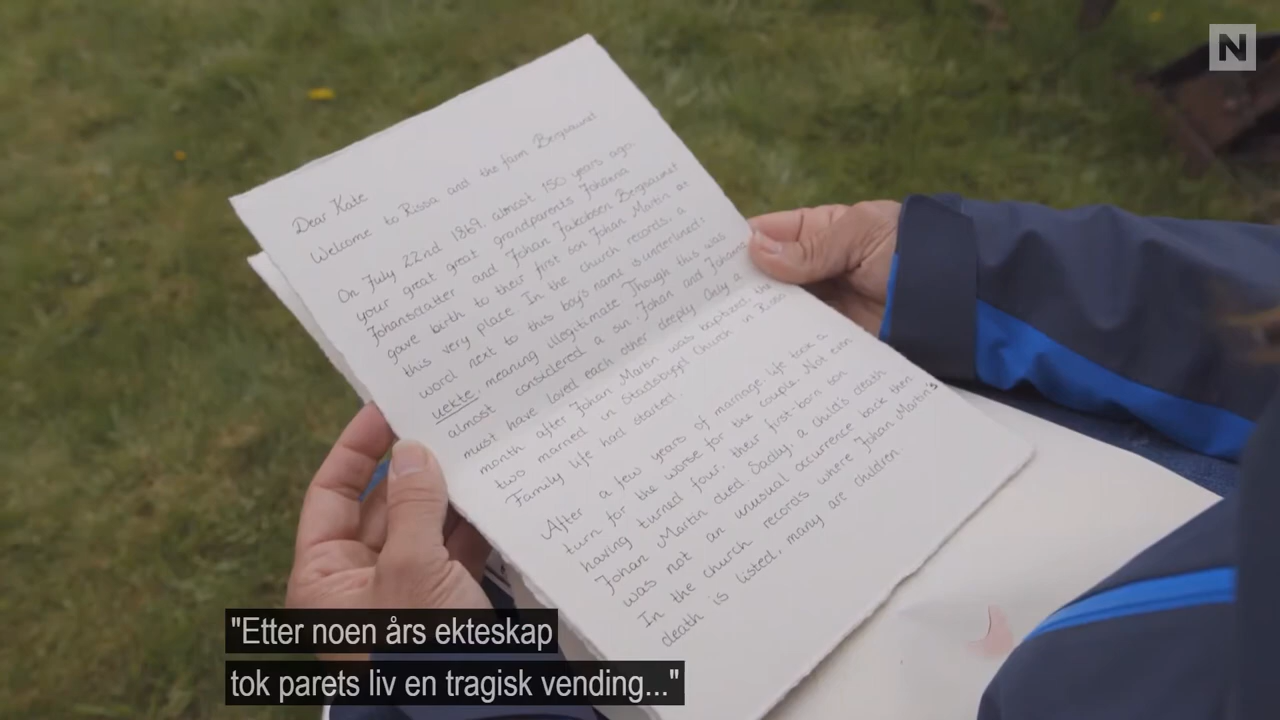 N
Dear Kate
Welcome to Rissa and the farm Bergsaunet
On July 22nd 1869, almost 150 years ago
your great great grandparents Johanna
Johansdatter and Johan Jakobsen Bergsaunet
gave birth to their first son Johan Martin at
this very place In the church records, a
word next to this boy's name is underlined:
uekte, meaning illegitimate Though this was
almost considered a sin, Johan and Johanna
must have loved each other deeply Only a
month after Johan Martin was baptized, the
two married in Stadsbygd Church in Rissa
Family life had started.
After a few years of marriage, life took a
turn for the worse for the couple. Not even
having turned four, their first-born son
Johan Martin died. Sadly, a child's death
was not an unusual occurrence back then
In the church records where Johan Martin's
death is listed, many are children
"Etter noen års ekteskap
tok parets liv en tragisk vending..."